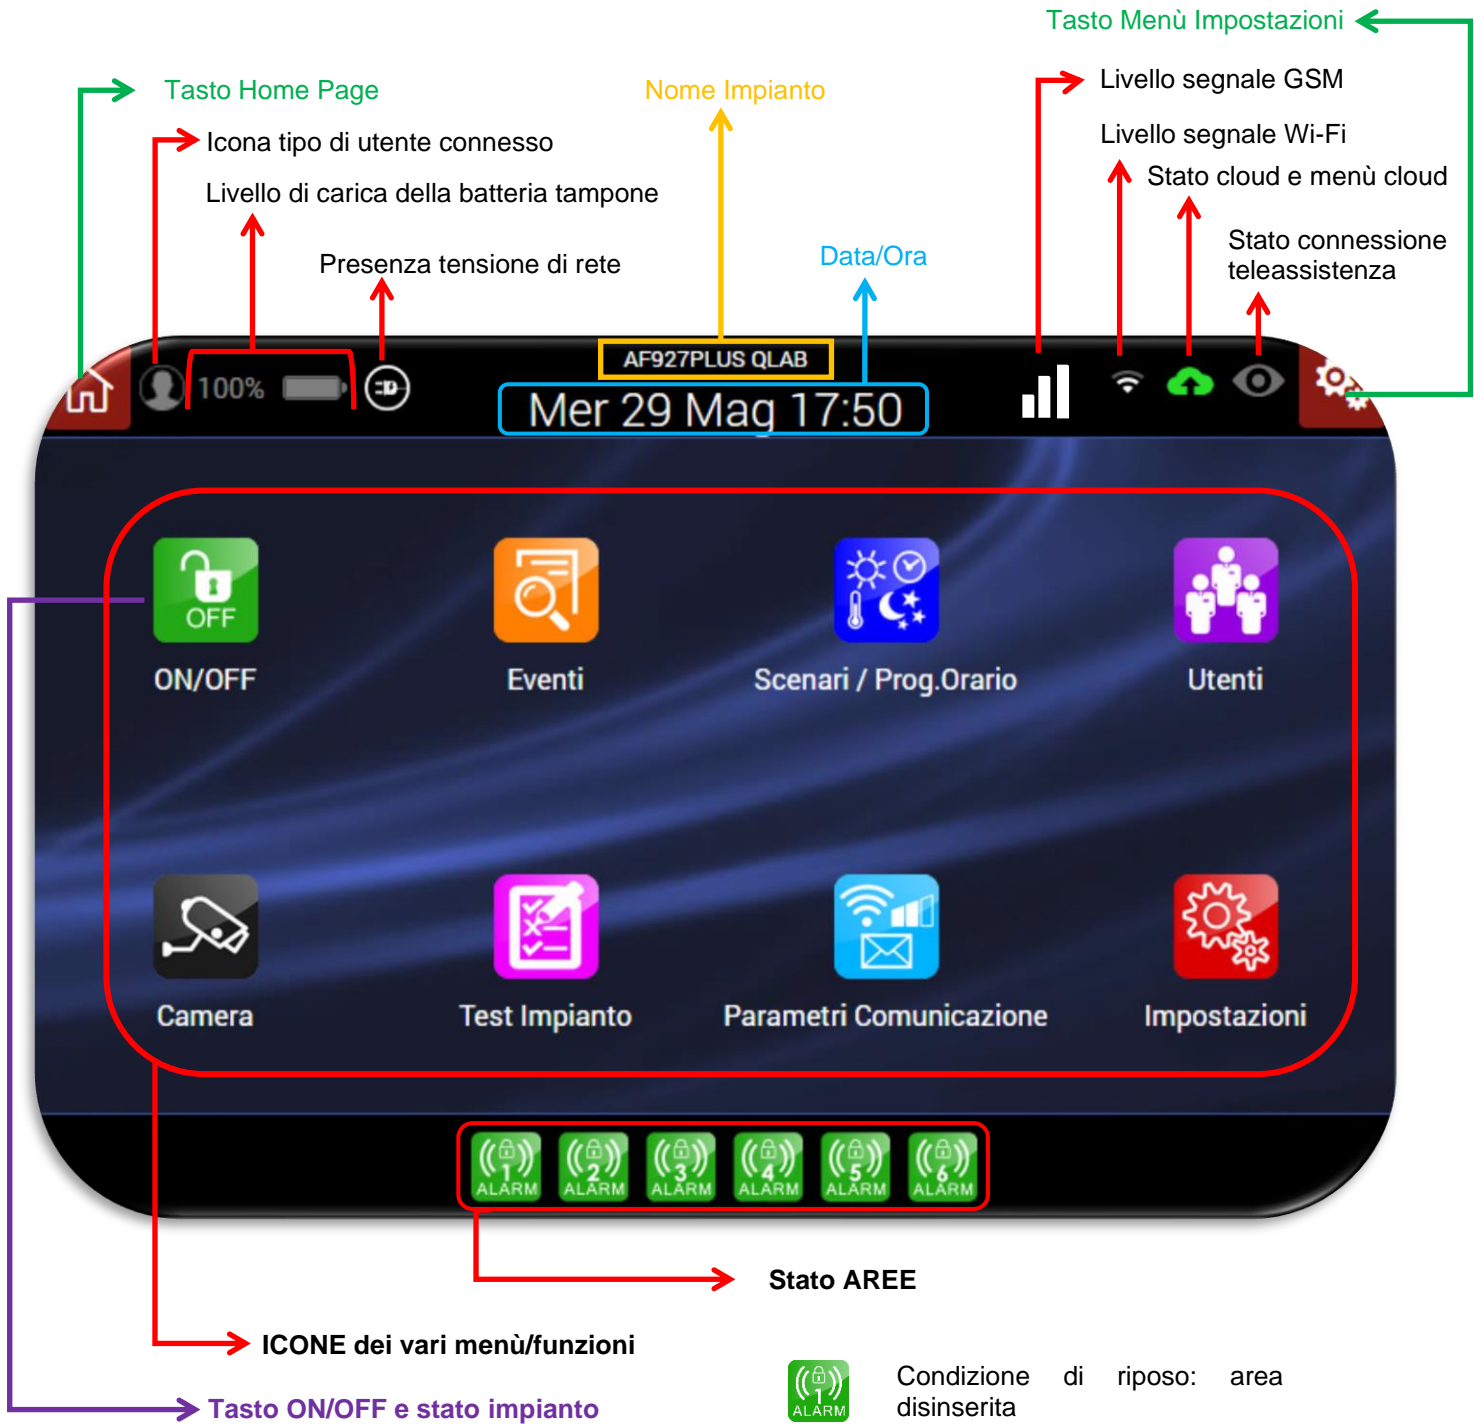 Tasto Menù Impostazioni
Tasto Home Page
Nome Impianto
Livello segnale GSM
Icona tipo di utente connesso
Livello segnale Wi-Fi
Livello di carica della batteria tampone
Stato cloud e menù cloud
Presenza tensione di rete
Data/Ora
Stato connessione
teleassistenza
AF927PLUS QLAB
100%
Mer 29 Mag 17:50
OFF
ON/OFF
Eventi
Scenari / Prog.Orario
Utenti
Camera
Test Impianto
Parametri Comunicazione
Impostazioni
1 ALARM
2 ALARM
3 ALARM
4 ALARM
5 ALARM
6 ALARM
Stato AREE
ICONE dei vari menù/funzioni
Tasto ON/OFF e stato impianto
1 ALARM
Condizione di riposo: area
disinserita